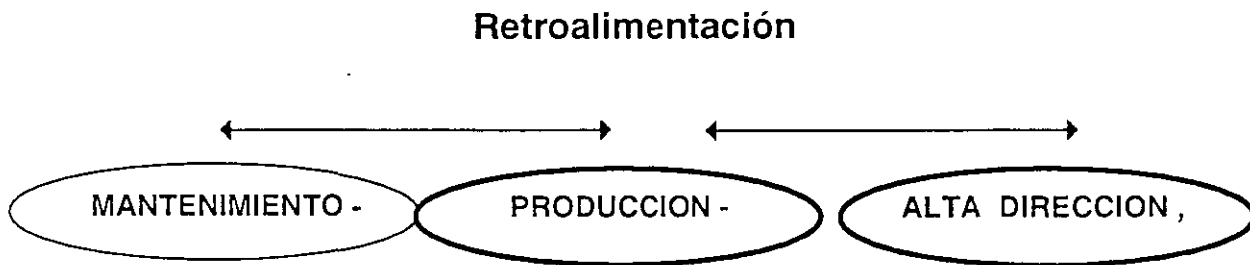 Retroalimentación
MANTENIMIENTO - PRODUCCION - ALTA DIRECCION ,